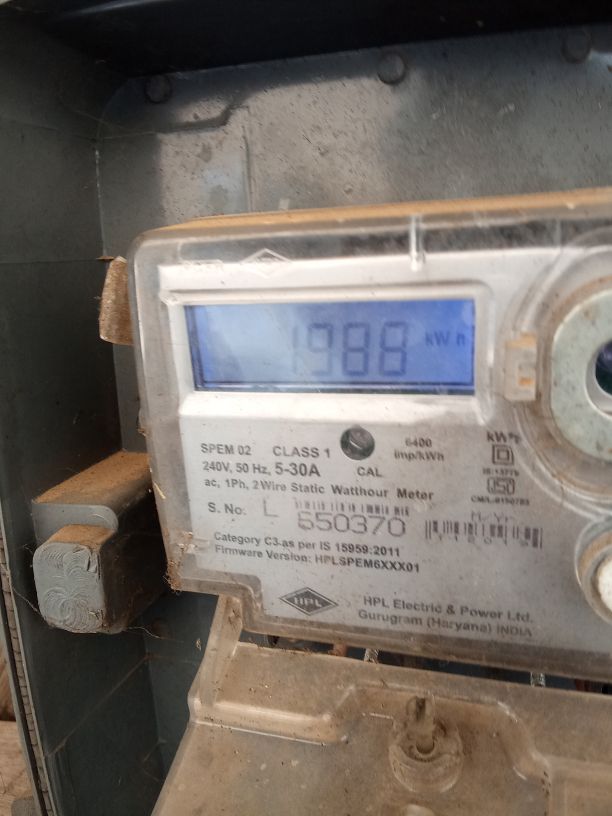 1988 kWh
SPEM 02 CLASS 1
6400
imp/kWh
240V, 50 Hz, 5-30A
CAL
ac, 1Ph, 2Wire Static Watthour Meter
S. No: L 550370
IS:13779
Category C3-as per IS 15959:2011
Firmware Version: HPLSPEM6XXX01
HPL
HPL Electric & Power Ltd.
Gurugram (Haryana) INDIA